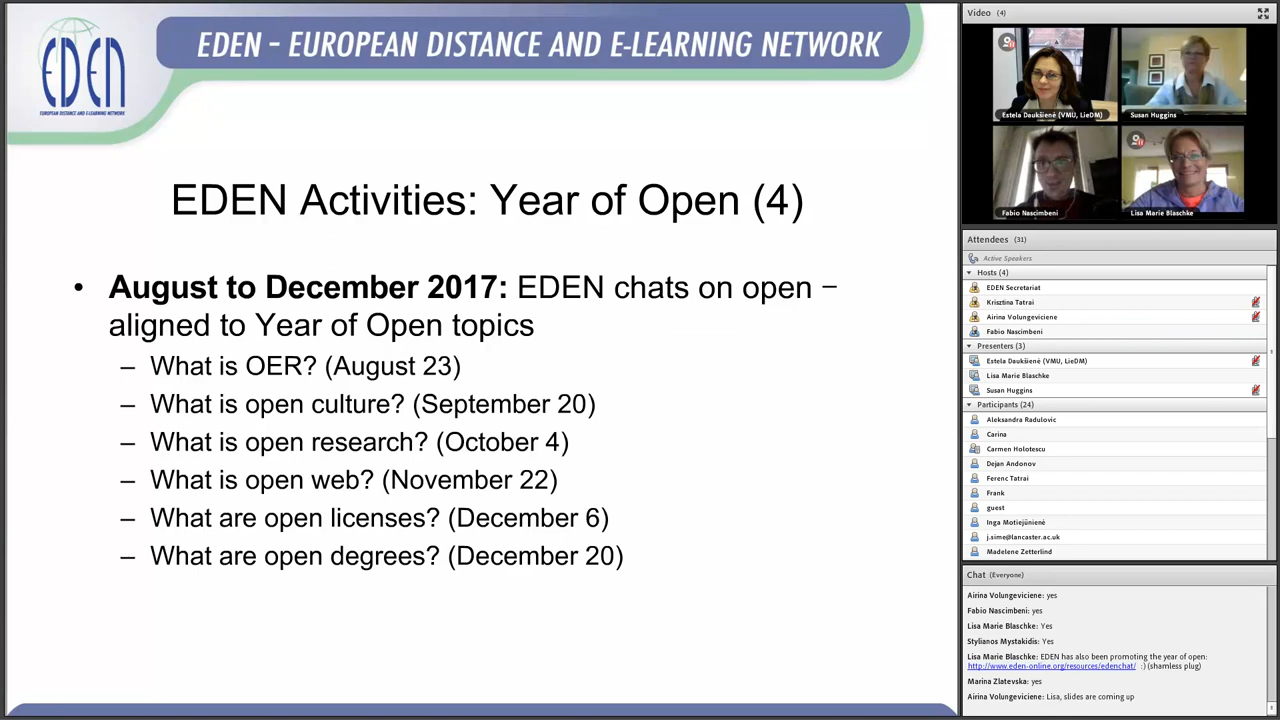 EDEN
EUROPEAN DISTANCE AND E-LEARNING NETWORK
EDEN – EUROPEAN DISTANCE AND E-LEARNING NETWORK
EDEN Activities: Year of Open (4)
• August to December 2017: EDEN chats on open –
aligned to Year of Open topics
– What is OER? (August 23)
– What is open culture? (September 20)
– What is open research? (October 4)
– What is open web? (November 22)
– What are open licenses? (December 6)
– What are open degrees? (December 20)
Video (4)
Estela Daukšienė (VMU, LieDM)
Susan Huggins
Fabio Nascimbeni
Lisa Marie Blaschke
Attendees (31)
Active Speakers
Hosts (4)
EDEN Secretariat
Krisztina Tatrai
Airina Volungeviciene
Fabio Nascimbeni
Presenters (3)
Estela Daukšienė (VMU, LieDM)
Lisa Marie Blaschke
Susan Huggins
Participants (24)
Aleksandra Radulovic
Carina
Carmen Holotescu
Dejan Andonov
Ferenc Tatrai
Frank
guest
Inga Motiejūnienė
j.sime@lancaster.ac.uk
Madelene Zetterlind
Chat (Everyone)
Airina Volungeviciene: yes
Fabio Nascimbeni: yes
Lisa Marie Blaschke: Yes
Stylianos Mystakidis: Yes
Lisa Marie Blaschke: EDEN has also been promoting the year of open:
http://www.eden-online.org/resources/edenchat/ :) (shamless plug)
Marina Zlatevska: yes
Airina Volungeviciene: Lisa, slides are coming up